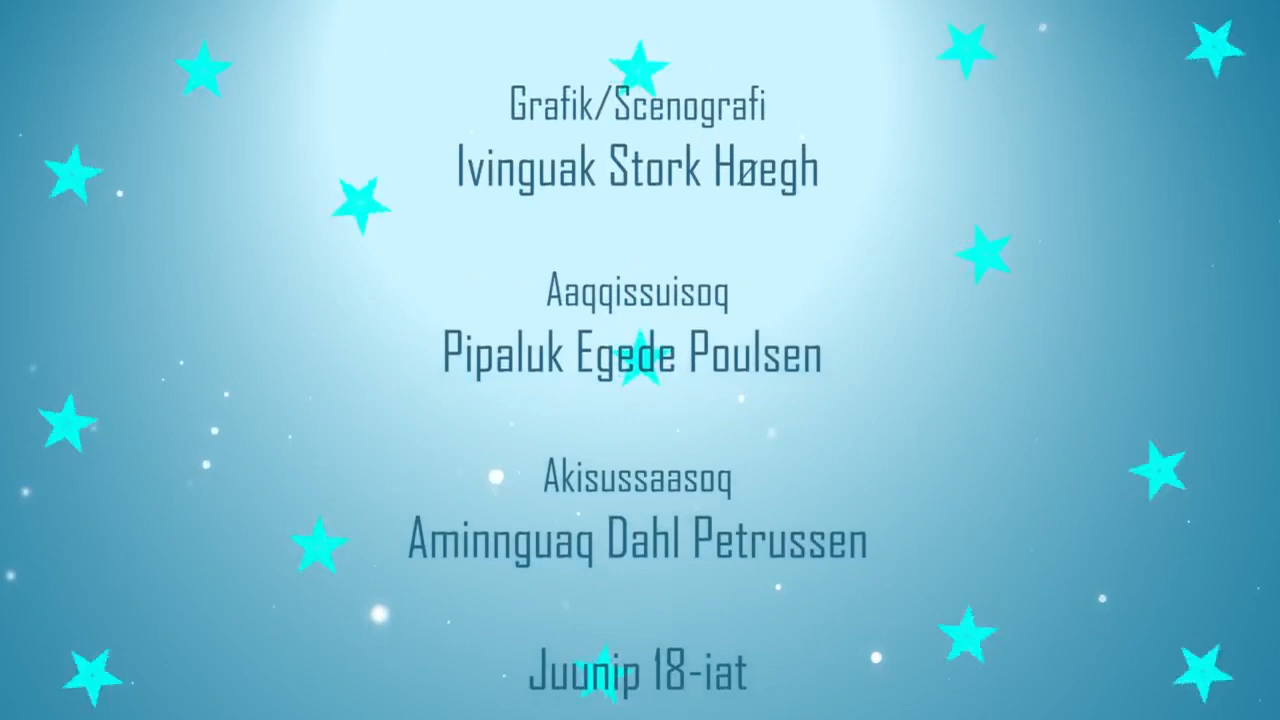 Grafik/Scenografi
Ivinguak Stork Høegh
Aaqqissuisoq
Pipaluk Egede Poulsen
Akisussaasoq
Aminnguaq Dahl Petrussen
Juunip 18-iat